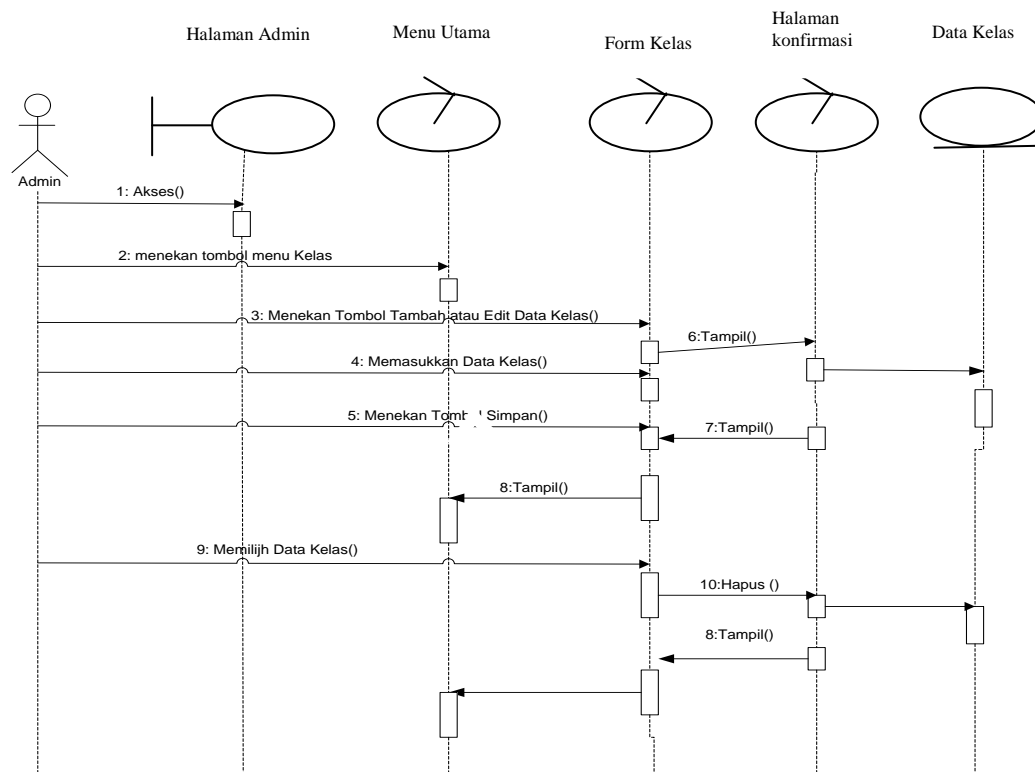 Halaman Admin
Menu Utama
Form Kelas
Halaman
konfirmasi
Data Kelas
Admin
1: Akses()
2: menekan tombol menu Kelas
3: Menekan Tombol Tambah atau Edit Data Kelas()
6:Tampil()
4: Memasukkan Data Kelas()
5: Menekan Simpan()
7:Tampil()
8:Tampil()
9: Memilijh Data Kelas()
10:Hapus ()
8:Tampil()